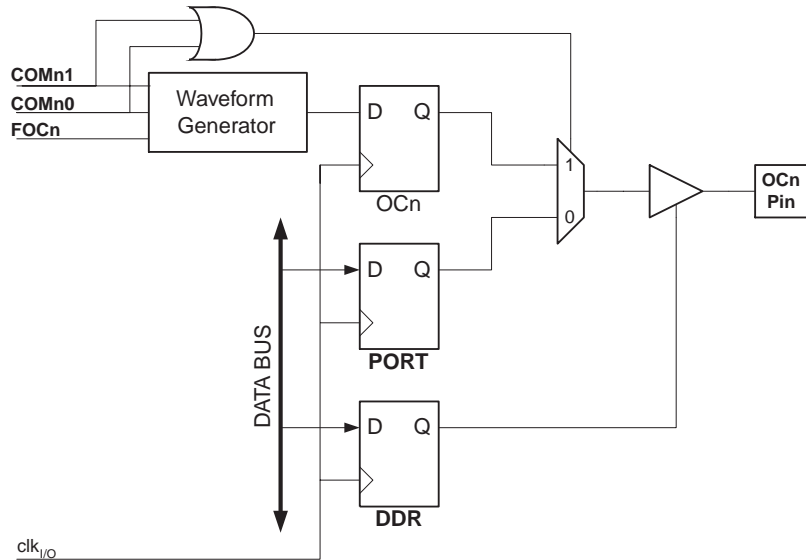 COMn1
COMn0
FOCn
Waveform
Generator
D Q
OCn
1
0
OCn
Pin
D Q
PORT
DATA BUS
D Q
DDR
clkI/O